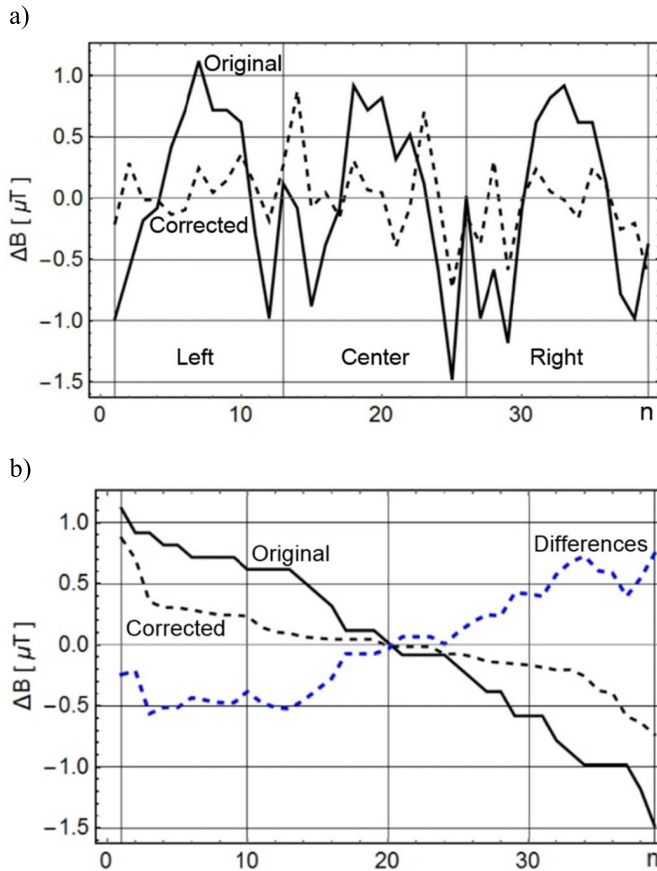 a)
1.0
Original
0.5
0.0
Corrected
−0.5
−1.0
Left Center Right
−1.5
0 10 20 30 n
ΔB [ μT ]
b)
1.0
Original Differences
0.5
Corrected
0.0
−0.5
−1.0
−1.5
0 10 20 30 n
ΔB [ μT ]